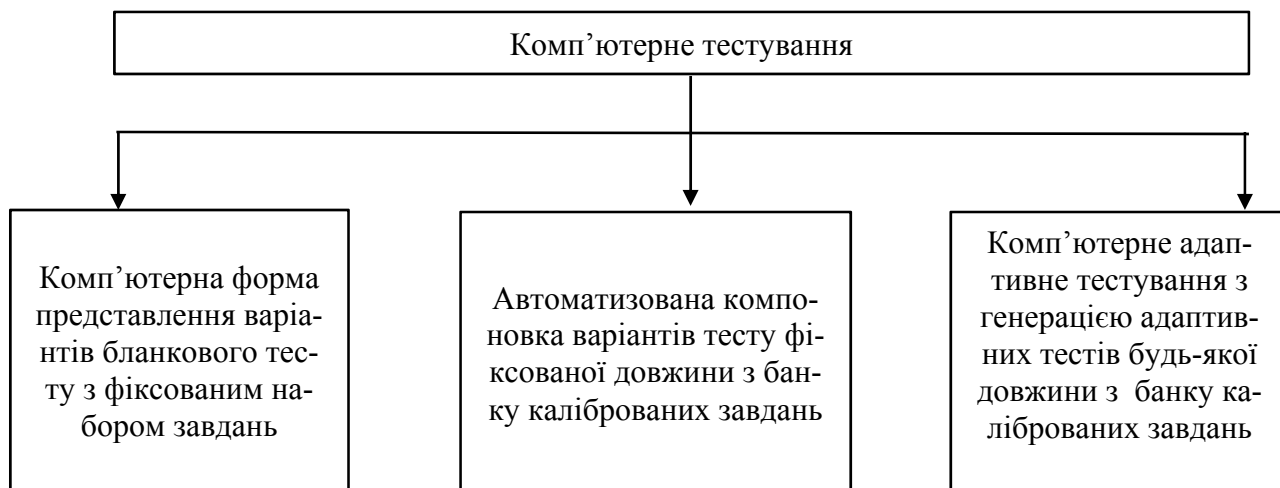 Комп’ютерне тестування
Комп’ютерна форма
представлення варіа-
нтів бланкового тес-
ту з фіксованим на-
бором завдань
Автоматизована компо-
новка варіантів тесту фі-
ксованої довжини з бан-
ку каліброваних завдань
Комп’ютерне адап-
тивне тестування з
генерацією адаптив-
них тестів будь-якої
довжини з банку ка-
ліброваних завдань